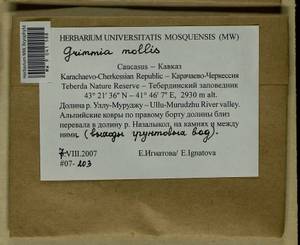 HERBARIUM UNIVERSITATIS MOSQUENSIS (MW)
Grimmia mollis
Caucasus – Кавказ
Karachaevo-Cherkessian Republic – Карачаево-Черкессия
Teberda Nature Reserve – Тебердинский заповедник
43° 21' 36" N – 41° 46' 7" E, 2930 m alt.
Долина р. Уллу-Муруджу – Ullu-Murudzhu River valley.
Альпийские ковры по правому борту долины близ
перевала в долину р. Назалыкол, на камнях и между
ними (выходы грунтовых вод).
7.VIII.2007 Е.Игнатова/ E.Ignatova
#07-203